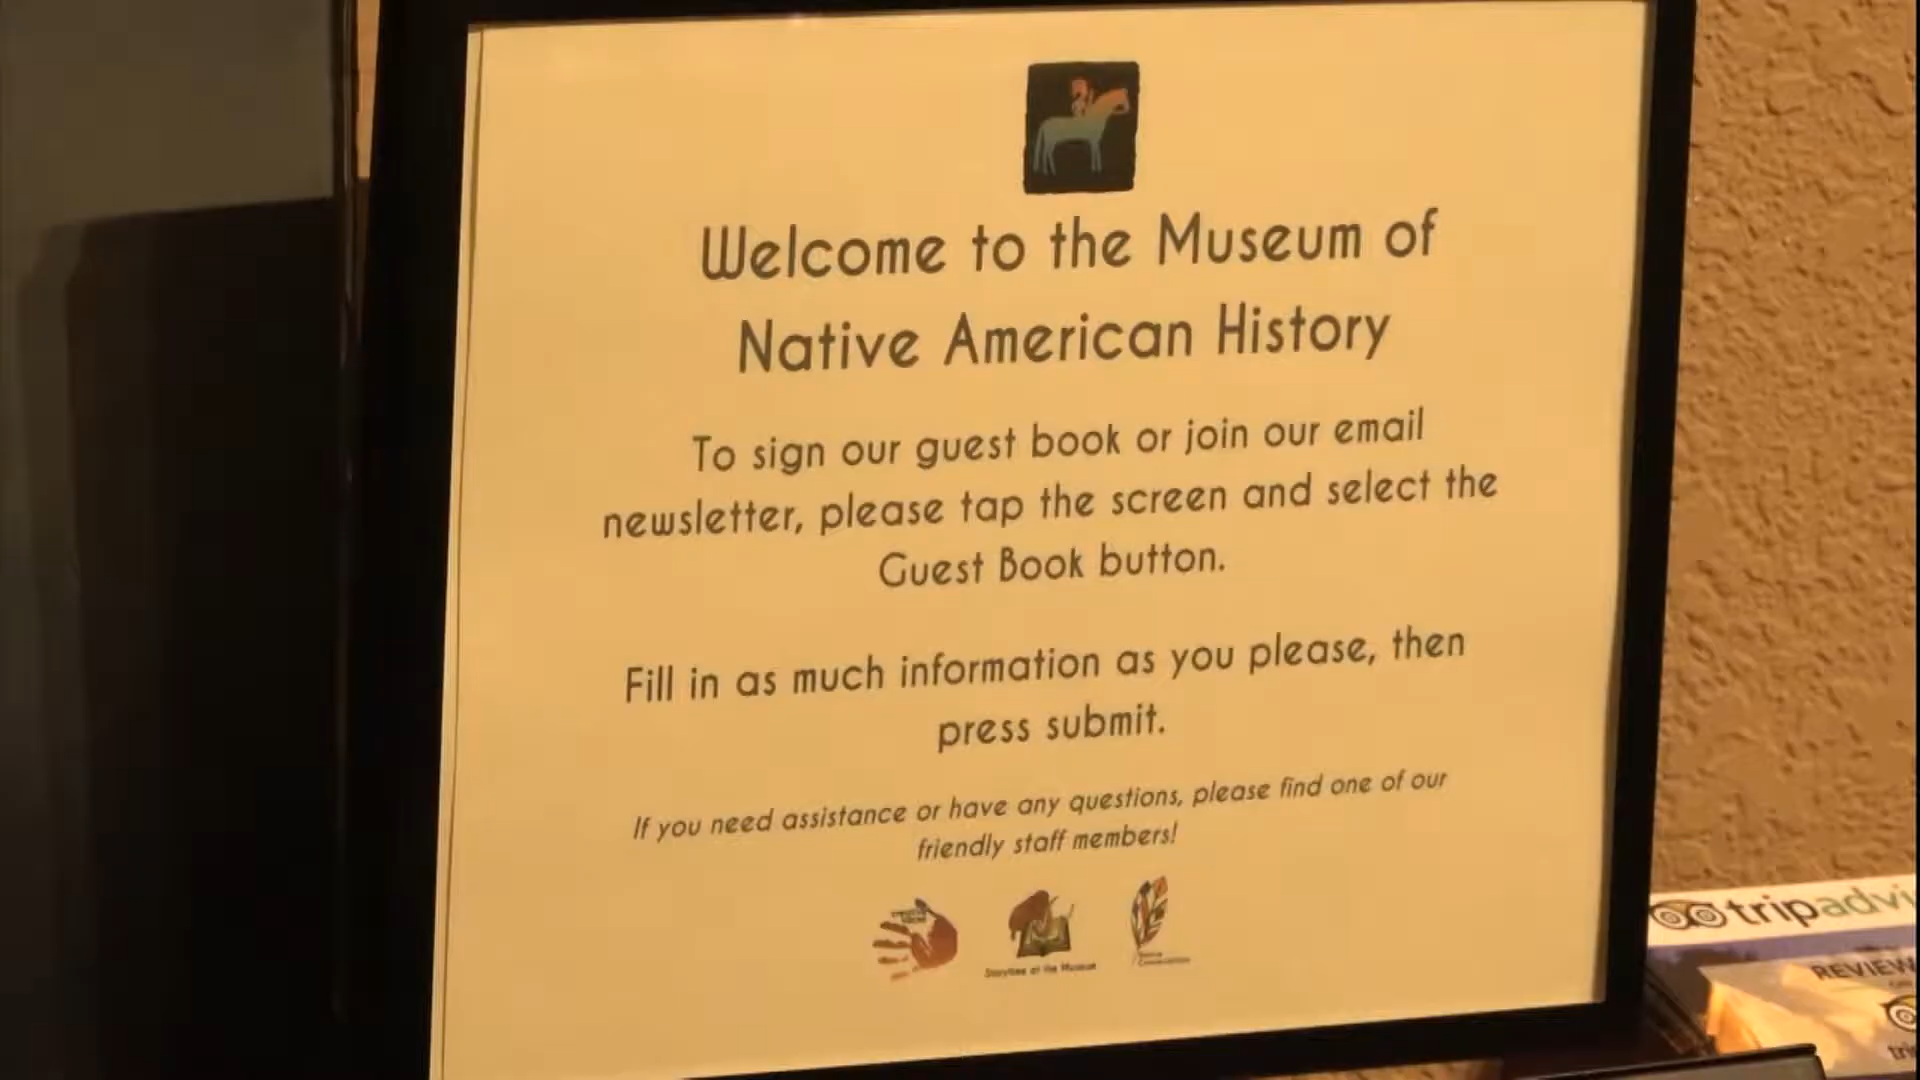 Welcome to the Museum of
Native American History
To sign our guest book or join our email
newsletter, please tap the screen and select the
Guest Book button.
Fill in as much information as you please, then
press submit.
If you need assistance or have any questions, please find one of our
friendly staff members!
Storytime at the Museum
tripadvi
REVIEW